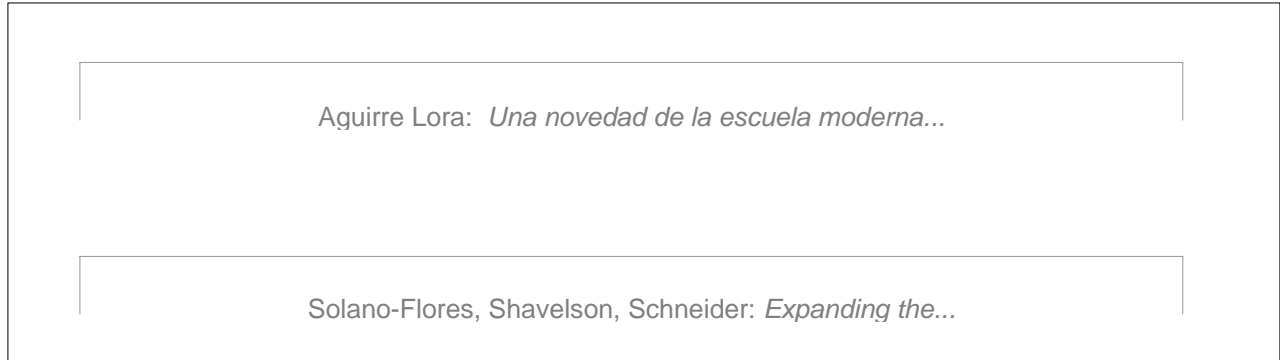 Aguirre Lora: Una novedad de la escuela moderna...
Solano-Flores, Shavelson, Schneider: Expanding the...